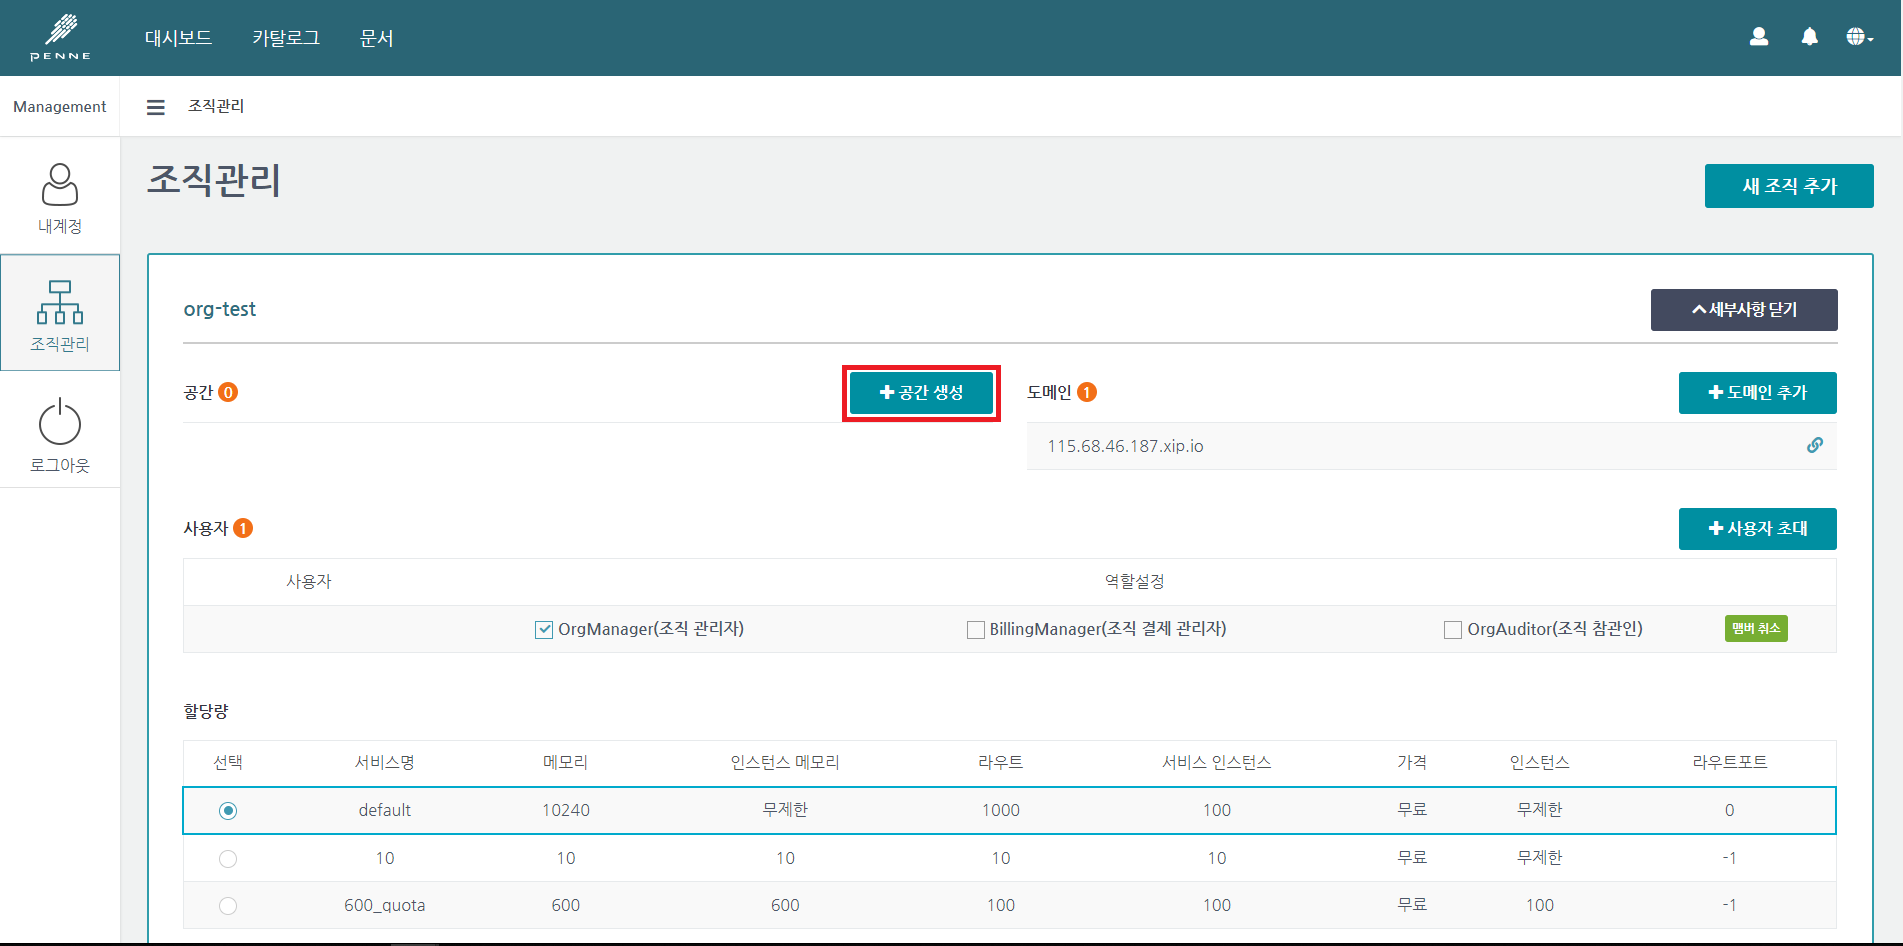 PENNE
대시보드 카탈로그 문서
Management
조직관리
내계정
조직관리
로그아웃
조직관리
새 조직 추가
org-test
세부사항 닫기
공간 0
공간 생성
도메인 1
도메인 추가
115.68.46.187.xip.io
사용자 1
사용자 초대
사용자 역할설정
OrgManager(조직 관리자) BillingManager(조직 결제 관리자) OrgAuditor(조직 참관인) 맴버 취소
할당량
선택 서비스명 메모리 인스턴스 메모리 라우트 서비스 인스턴스 가격 인스턴스 라우트포트
default 10240 무제한 1000 100 무료 무제한 0
10 10 10 10 10 무료 무제한 -1
600_quota 600 600 100 100 무료 100 -1